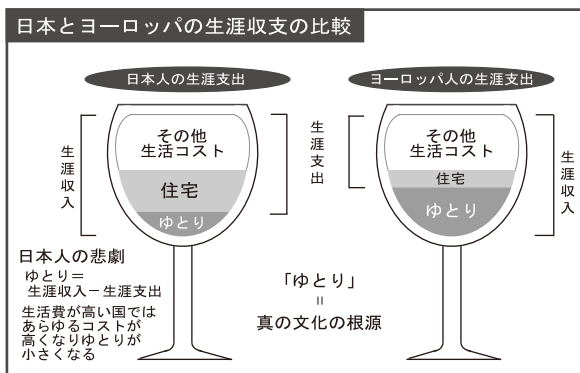 日本とヨーロッパの生涯収支の比較
日本人の生涯支出
ヨーロッパ人の生涯支出
生涯収入
その他
生活コスト
住宅
ゆとり
生涯支出
その他
生活コスト
住宅
ゆとり
生涯収入
日本人の悲劇
ゆとり＝
生涯収入－生涯支出
生活費が高い国では
あらゆるコストが
高くなりゆとりが
小さくなる
「ゆとり」
＝
真の文化の根源